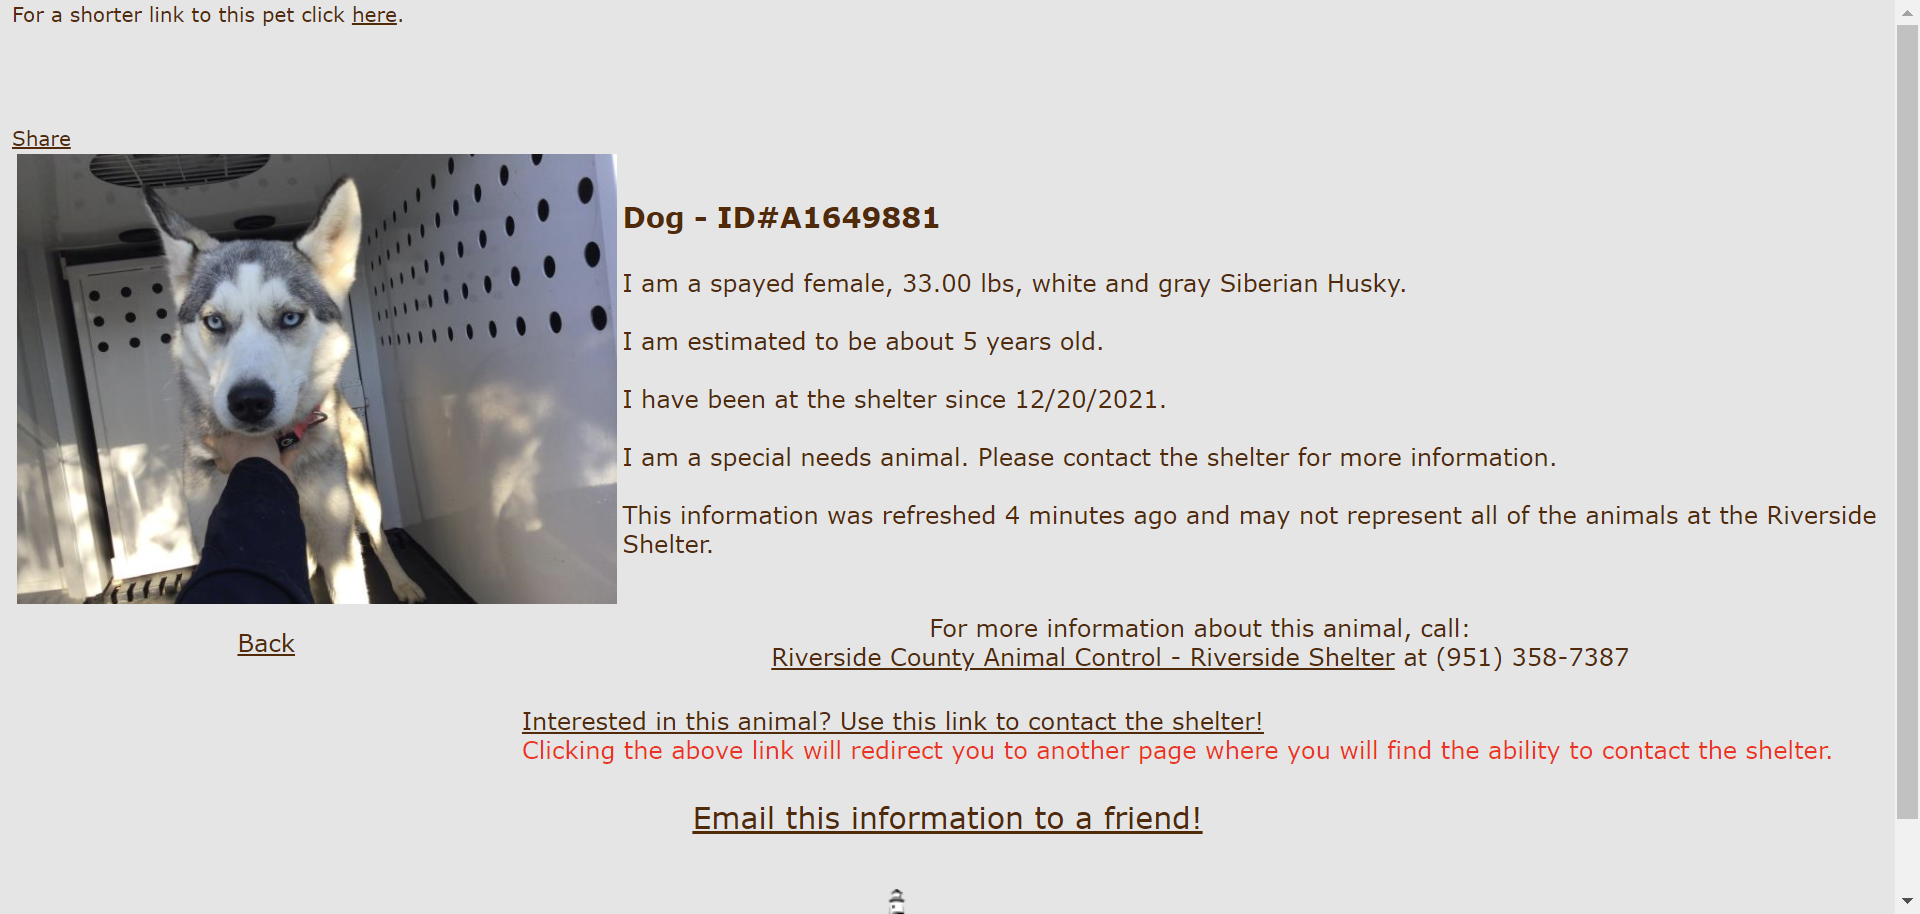 For a shorter link to this pet click here.
Share
Dog - ID#A1649881
I am a spayed female, 33.00 lbs, white and gray Siberian Husky.
I am estimated to be about 5 years old.
I have been at the shelter since 12/20/2021.
I am a special needs animal. Please contact the shelter for more information.
This information was refreshed 4 minutes ago and may not represent all of the animals at the Riverside
Shelter.
Back
For more information about this animal, call:
Riverside County Animal Control - Riverside Shelter at (951) 358-7387
Interested in this animal? Use this link to contact the shelter!
Clicking the above link will redirect you to another page where you will find the ability to contact the shelter.
Email this information to a friend!